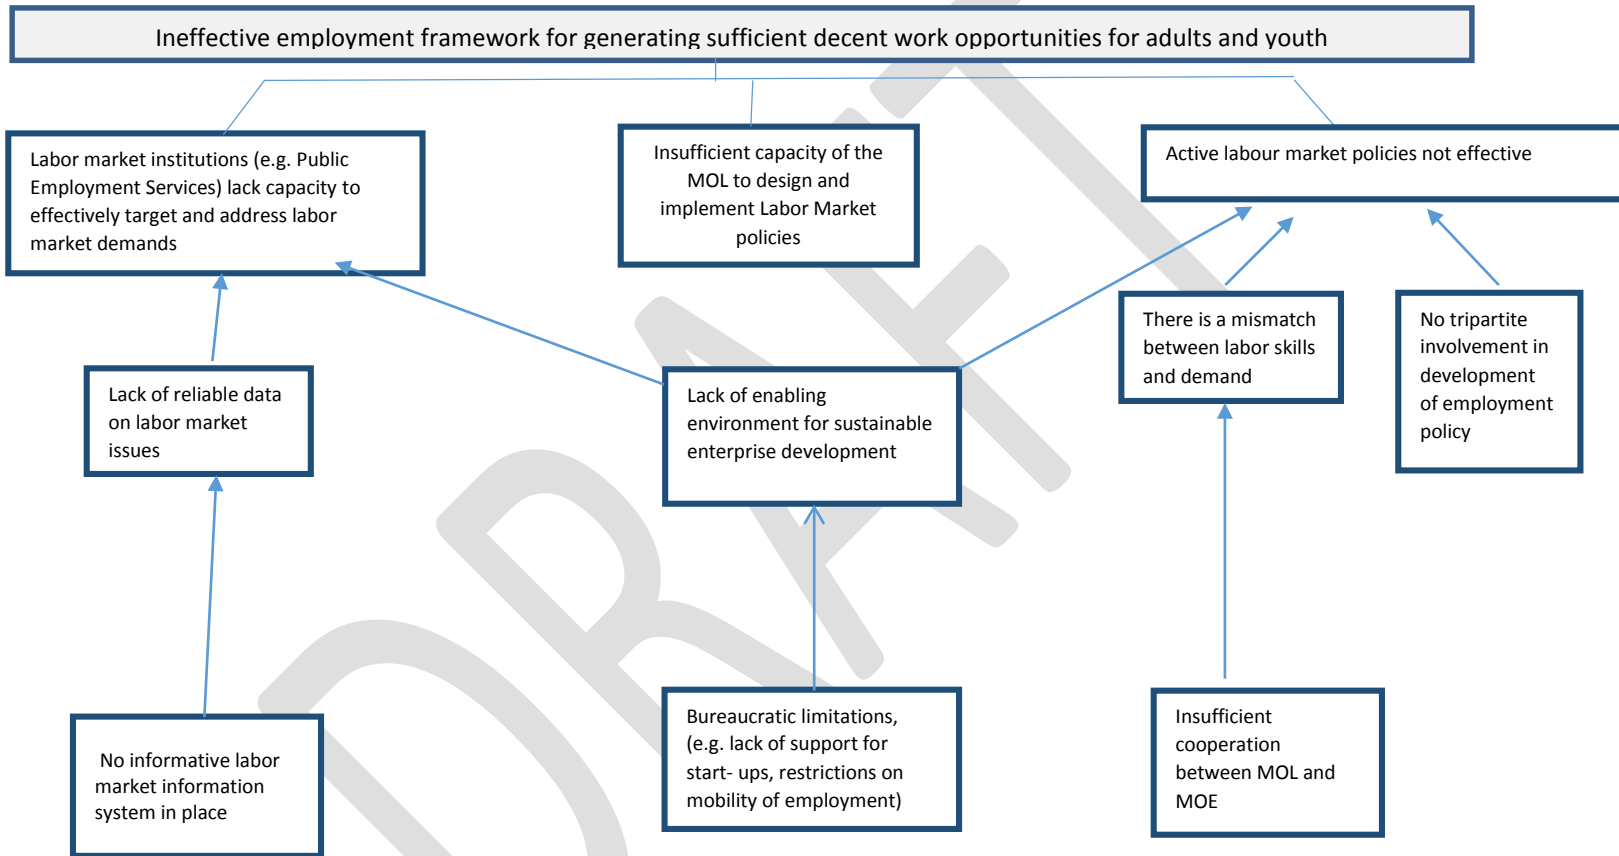 Ineffective employment framework for generating sufficient decent work opportunities for adults and youth
Labor market institutions (e.g. Public
Employment Services) lack capacity to
effectively target and address labor
market demands
Insufficient capacity of the
MOL to design and
implement Labor Market
policies
Active labour market policies not effective
There is a mismatch
between labor skills
and demand
No tripartite
involvement in
development
of employment
policy
Lack of reliable data
on labor market
issues
Lack of enabling
environment for sustainable
enterprise development
No informative labor
market information
system in place
Bureaucratic limitations,
(e.g. lack of support for
start- ups, restrictions on
mobility of employment)
Insufficient
cooperation
between MOL and
MOE
DRAFT